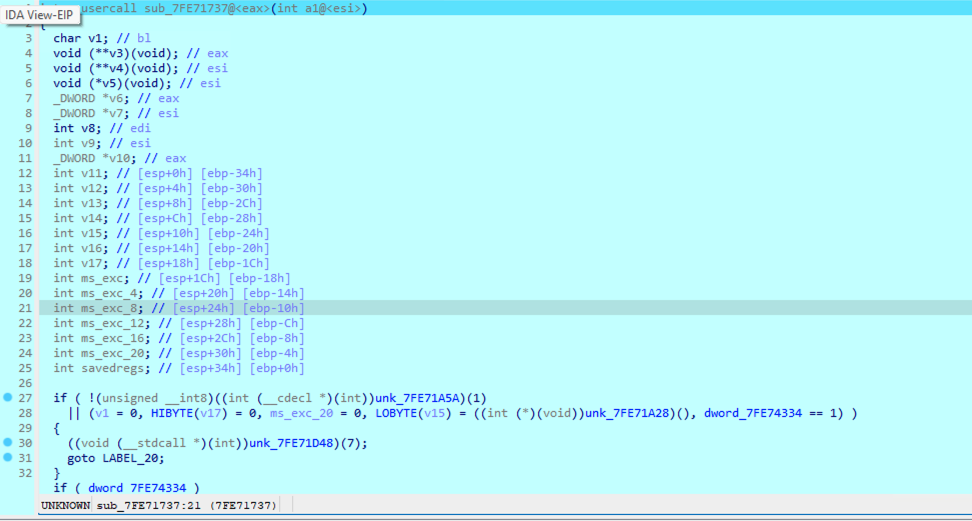 IDA View-EIP
usercall sub_7FE71737@<eax>(int a1@<esi>)
3 char v1; // bl
4 void (**v3)(void); // eax
5 void (**v4)(void); // esi
6 void (*v5)(void); // esi
7 _DWORD *v6; // eax
8 _DWORD *v7; // esi
9 int v8; // edi
10 int v9; // esi
11 _DWORD *v10; // eax
12 int v11; // [esp+0h] [ebp-34h]
13 int v12; // [esp+4h] [ebp-30h]
14 int v13; // [esp+8h] [ebp-2Ch]
15 int v14; // [esp+Ch] [ebp-28h]
16 int v15; // [esp+10h] [ebp-24h]
17 int v16; // [esp+14h] [ebp-20h]
18 int v17; // [esp+18h] [ebp-1Ch]
19 int ms_exc; // [esp+1Ch] [ebp-18h]
20 int ms_exc_4; // [esp+20h] [ebp-14h]
21 int ms_exc_8; // [esp+24h] [ebp-10h]
22 int ms_exc_12; // [esp+28h] [ebp-Ch]
23 int ms_exc_16; // [esp+2Ch] [ebp-8h]
24 int ms_exc_20; // [esp+30h] [ebp-4h]
25 int savedregs; // [esp+34h] [ebp+0h]
26
27 if ( !(unsigned __int8)((int (__cdecl *)(int))unk_7FE71A5A)(1)
28 || (v1 = 0, HIBYTE(v17) = 0, ms_exc_20 = 0, LOBYTE(v15) = ((int (*)(void))unk_7FE71A28)(), dword_7FE74334 == 1) )
29 {
30 ((void (__stdcall *)(int))unk_7FE71D48)(7);
31 goto LABEL_20;
32 }
if ( dword_7FE74334 )
UNKNOWN sub_7FE71737:21 (7FE71737)